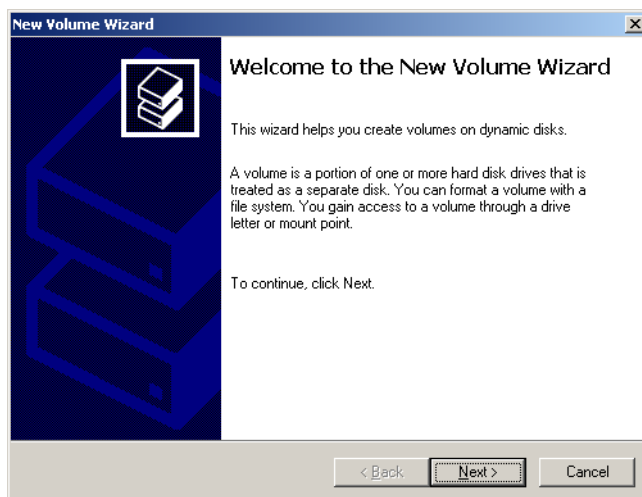 New Volume Wizard
Welcome to the New Volume Wizard
This wizard helps you create volumes on dynamic disks.
A volume is a portion of one or more hard disk drives that is
treated as a separate disk. You can format a volume with a
file system. You gain access to a volume through a drive
letter or mount point.
To continue, click Next.
< Back
Next >
Cancel